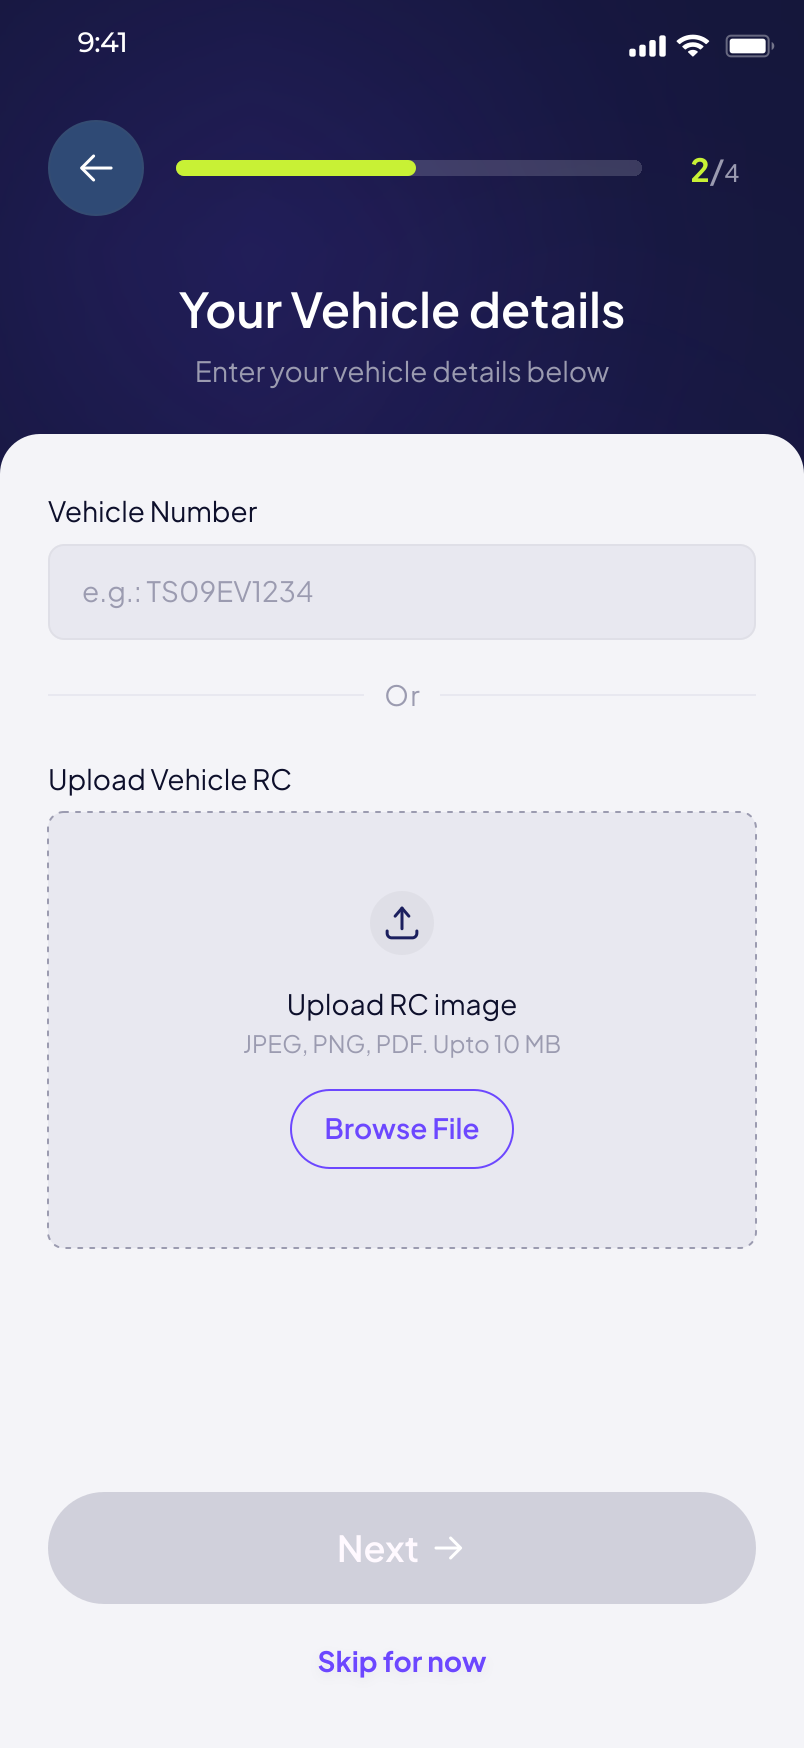 9:41
2/4
Your Vehicle details
Enter your vehicle details below
Vehicle Number
e.g.: TS09EV1234
Or
Upload Vehicle RC
Upload RC image
JPEG, PNG, PDF. Upto 10 MB
Browse File
Next
Skip for now